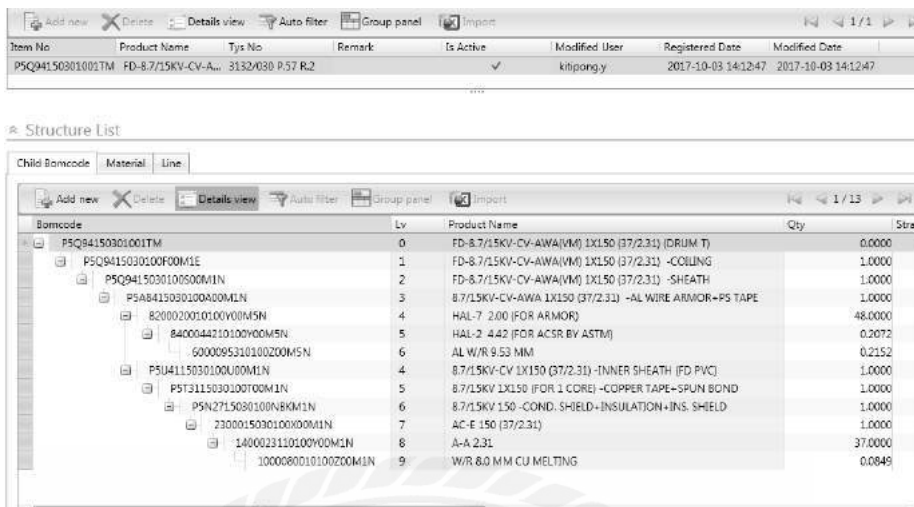 Add new Delete Details view Auto filter Group panel Import 1/1
Item No Product Name Tys No Remark Is Active Modified User Registered Date Modified Date
P5Q94150301001TM FD-8.7/15KV-CV-A... 3132/030 P.57 R.2 kitipong.y 2017-10-03 14:12:47 2017-10-03 14:12:47
Structure List
Child Bomcode Material Line
Add new Delete Details view Auto filter Group panel Import 1/13
Bomcode Lv Product Name Qty Stra
P5Q94150301001TM 0 FD-8.7/15KV-CV-AWA(VM) 1X150 (37/2.31) (DRUM T) 0.0000
P5Q9415030100F00M1E 1 FD-8.7/15KV-CV-AWA(VM) 1X150 (37/2.31) -COILING 1.0000
P5Q9415030100S00M1N 2 FD-8.7/15KV-CV-AWA(VM) 1X150 (37/2.31) -SHEATH 1.0000
P5A8415030100A00M1N 3 8.7/15KV-CV-AWA 1X150 (37/2.31) -AL WIRE ARMOR+PS TAPE 1.0000
8200020010100Y00M5N 4 HAL-7 2.00 (FOR ARMOR) 48.0000
8400044210100Y00M5N 5 HAL-2 4.42 (FOR ACSR BY ASTM) 0.2072
6000095310100Z00M5N 6 AL W/R 9.53 MM 0.2152
P5U4115030100U00M1N 4 8.7/15KV-CV 1X150 (37/2.31) -INNER SHEATH (FD PVC) 1.0000
P5T3115030100T00M1N 5 8.7/15KV 1X150 (FOR 1 CORE) -COPPER TAPE+SPUN BOND 1.0000
P5N2715030100NBKM1N 6 8.7/15KV 150 -COND. SHIELD+INSULATION+INS. SHIELD 1.0000
2300015030100X00M1N 7 AC-E 150 (37/2.31) 1.0000
1400023110100Y00M1N 8 A-A 2.31 37.0000
1000080010100Z00M1N 9 W/R 8.0 MM CU MELTING 0.0849